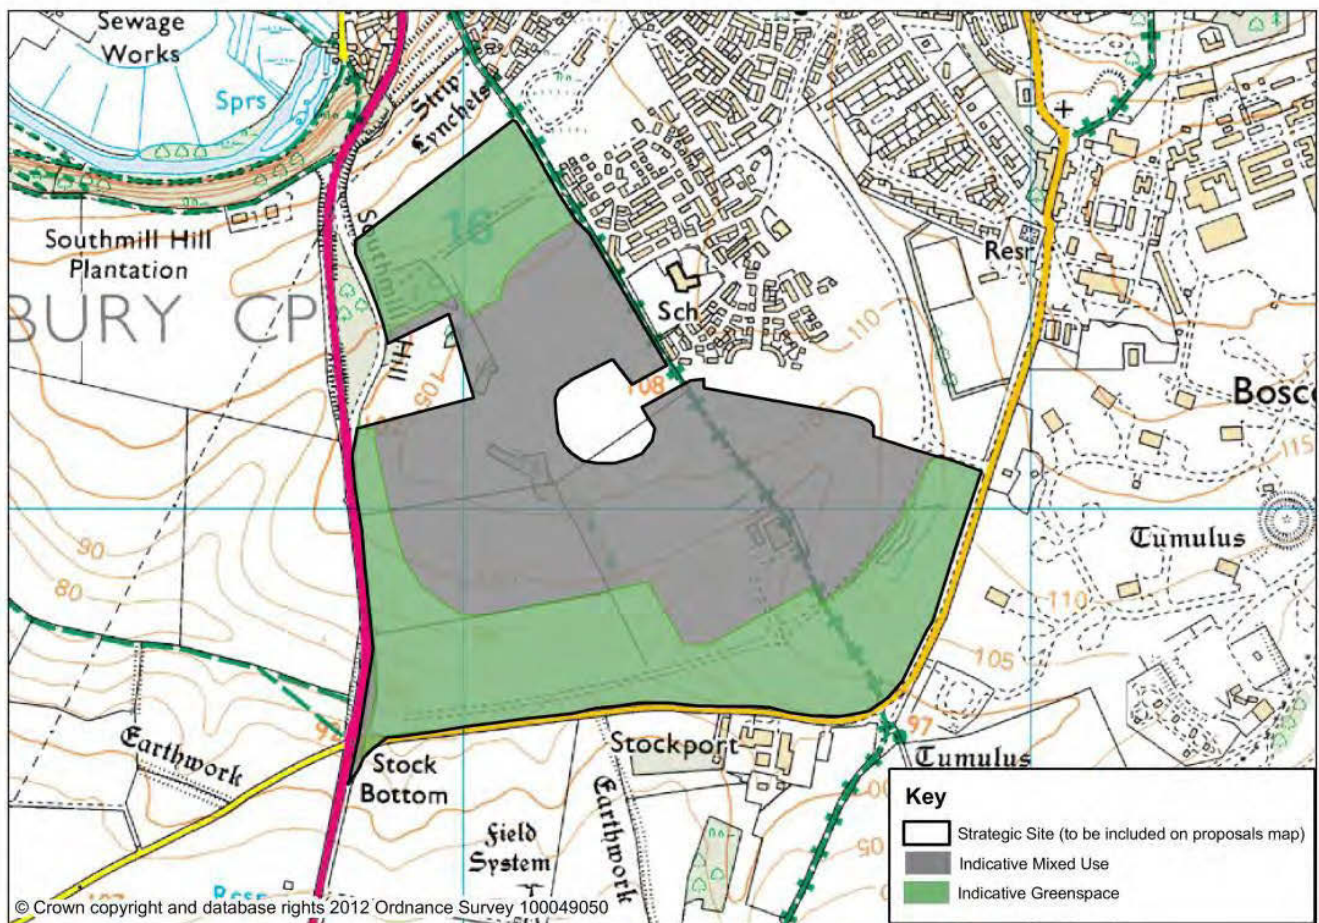 Sewage
Works
Sprs
Strip
Lynchets
Southmill Hill
Plantation
Southmill
Hill
16
BURY CP
105
108
Sch
110
Resr
Bosc
115
Tumulus
110
105
90
80
Earthwork
Stock
Bottom
Stockport
97
Tumulus
Field
System
Earthwork
Key
Strategic Site (to be included on proposals map)
Indicative Mixed Use
Indicative Greenspace
© Crown copyright and database rights 2012 Ordnance Survey 100049050